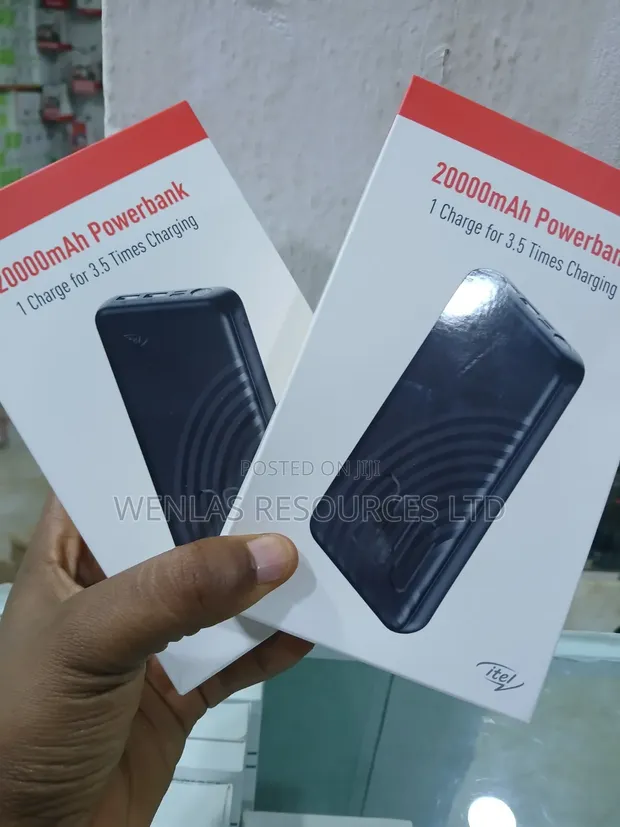 20000mAh Powerbank
1 Charge for 3.5 Times Charging
itel
20000mAh Powerban
1 Charge for 3.5 Times Charging
itel
POSTED ON JIJI
WENLAS RESOURCES LTD